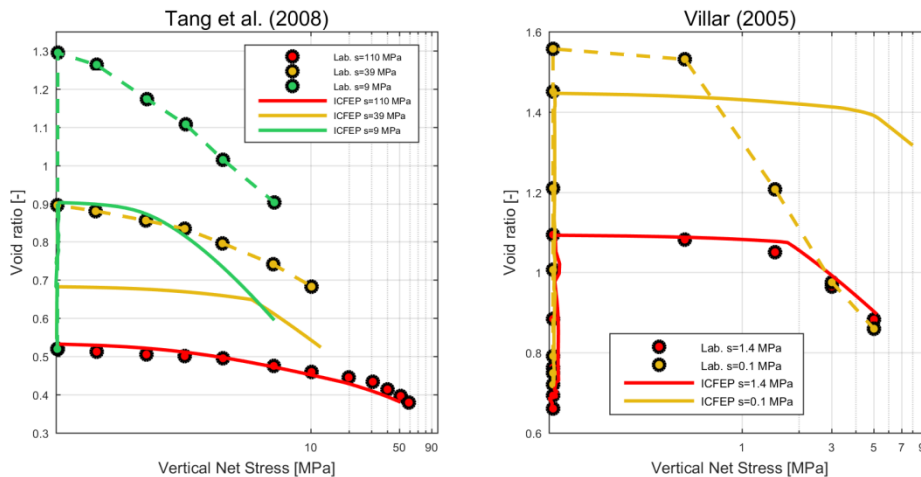 Tang et al. (2008)
Void ratio [-]
1.3
1.2
1.1
1
0.9
0.8
0.7
0.6
0.5
0.4
0.3
Lab. s=110 MPa
Lab. s=39 MPa
Lab. s=9 MPa
ICFEP s=110 MPa
ICFEP s=39 MPa
ICFEP s=9 MPa
10
50
90
Vertical Net Stress [MPa]
Villar (2005)
Void ratio [-]
1.6
1.4
1.2
1
0.8
0.6
Lab. s=1.4 MPa
Lab. s=0.1 MPa
ICFEP s=1.4 MPa
ICFEP s=0.1 MPa
1
3
5
7
9
Vertical Net Stress [MPa]